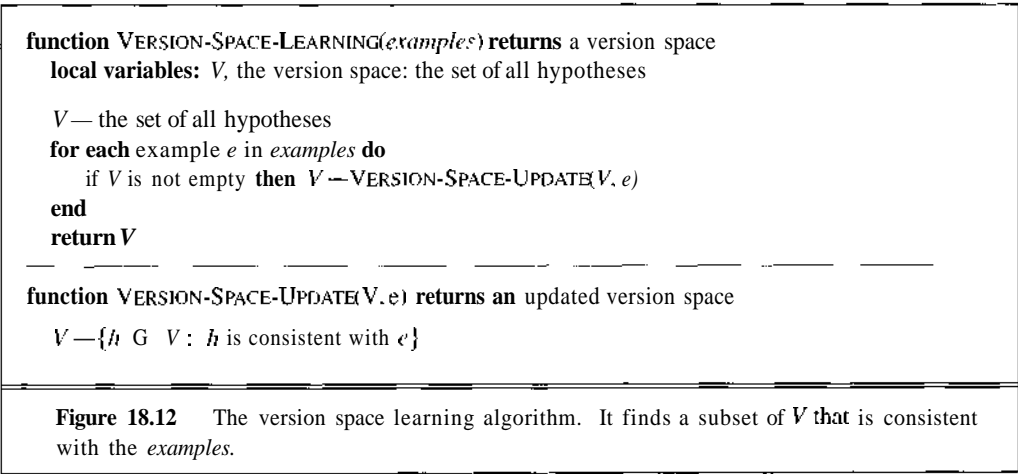 function VERSION-SPACE-LEARNING(examples) returns a version space
local variables: V, the version space: the set of all hypotheses
V — the set of all hypotheses
for each example e in examples do
if V is not empty then V — VERSION-SPACE-UPDATE(V, e)
end
return V
function VERSION-SPACE-UPDATE(V, e) returns an updated version space
V — {h G V : h is consistent with e}
Figure 18.12 The version space learning algorithm. It finds a subset of V that is consistent
with the examples.